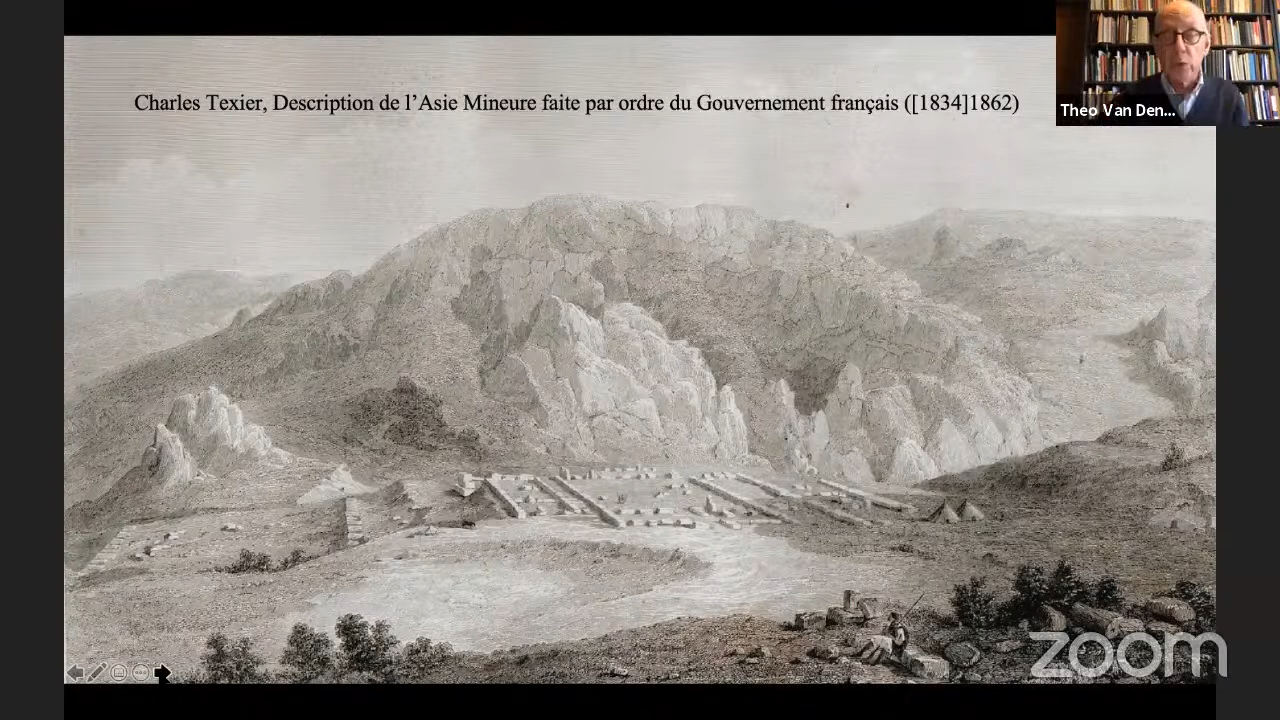 Charles Texier, Description de l’Asie Mineure faite par ordre du Gouvernement français ([1834]1862)
Theo Van Den...
zoom